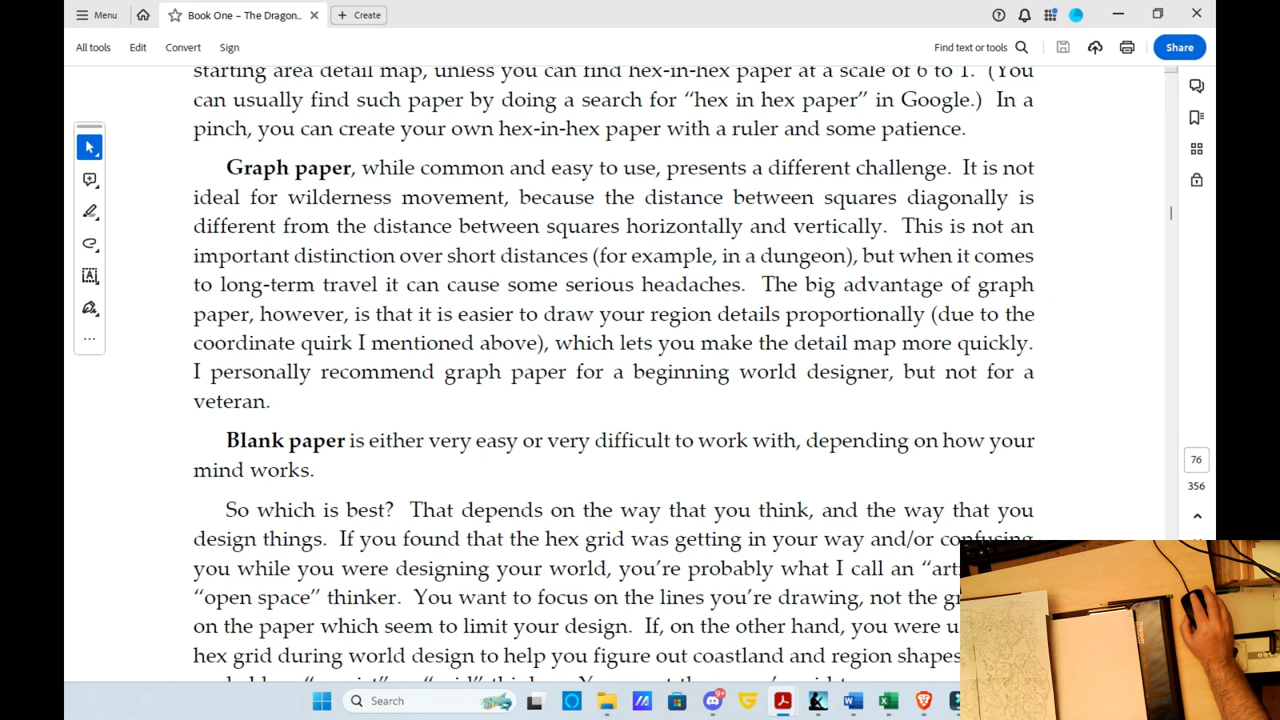 Menu
Book One – The Dragon...
Create
All tools
Edit
Convert
Sign
Find text or tools
Share
starting area detail map, unless you can find hex-in-hex paper at a scale of 6 to 1. (You
can usually find such paper by doing a search for “hex in hex paper” in Google.) In a
pinch, you can create your own hex-in-hex paper with a ruler and some patience.
Graph paper, while common and easy to use, presents a different challenge. It is not
ideal for wilderness movement, because the distance between squares diagonally is
different from the distance between squares horizontally and vertically. This is not an
important distinction over short distances (for example, in a dungeon), but when it comes
to long-term travel it can cause some serious headaches. The big advantage of graph
paper, however, is that it is easier to draw your region details proportionally (due to the
coordinate quirk I mentioned above), which lets you make the detail map more quickly.
I personally recommend graph paper for a beginning world designer, but not for a
veteran.
Blank paper is either very easy or very difficult to work with, depending on how your
mind works.
So which is best? That depends on the way that you think, and the way that you
design things. If you found that the hex grid was getting in your way and/or confusing
you while you were designing your world, you’re probably what I call an “art
“open space” thinker. You want to focus on the lines you’re drawing, not the gr
on the paper which seem to limit your design. If, on the other hand, you were u
hex grid during world design to help you figure out coastland and region shapes
76
356
Search
9+